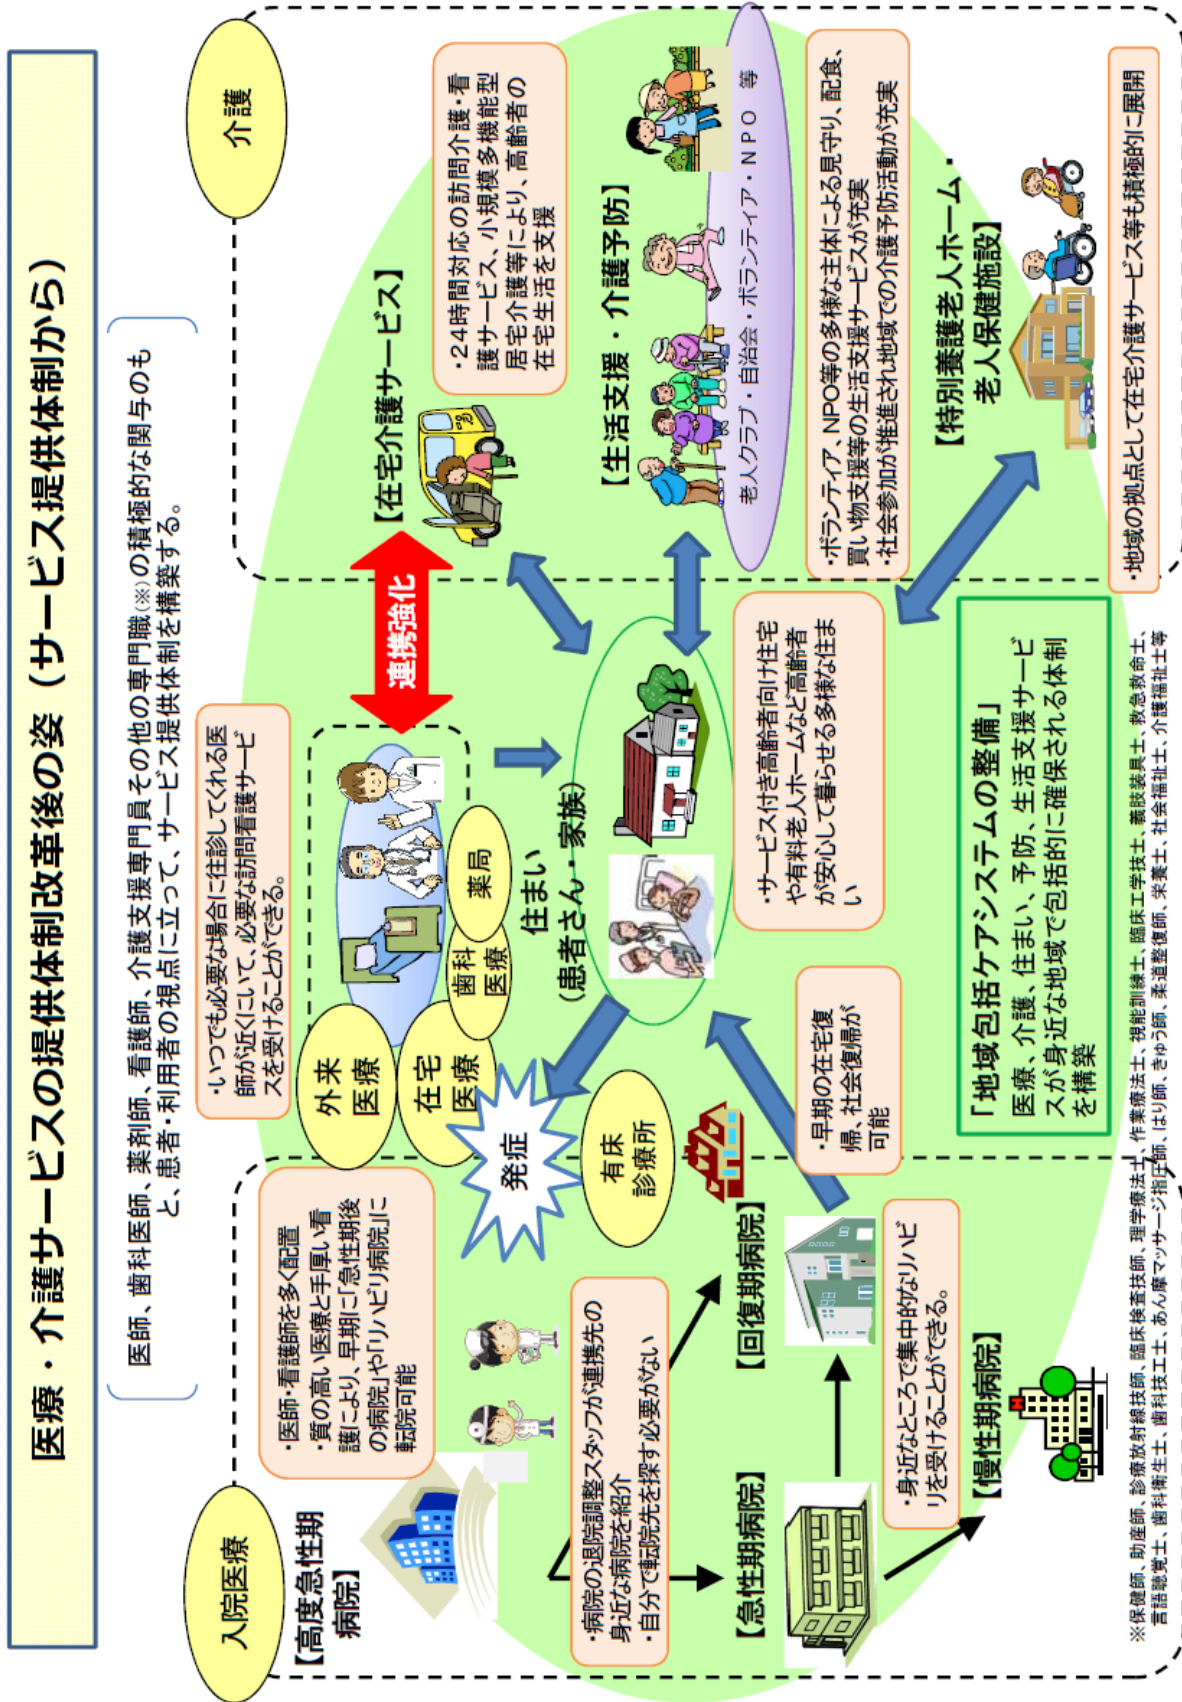 医療・介護サービスの提供体制改革後の姿（サービス提供体制から）
医師、歯科医師、薬剤師、看護師、介護支援専門員その他の専門職(※)の積極的な関与のも
と、患者・利用者の視点に立って、サービス提供体制を構築する。
入院医療
【高度急性期
病院】
・医師・看護師を多く配置
・質の高い医療と手厚い看
護により、早期に「急性期後
の病院」や「リハビリ病院」に
転院可能
・病院の退院調整スタッフが連携先の
身近な病院を紹介
・自分で転院先を探す必要がない
【急性期病院】
【回復期病院】
・身近なところで集中的なリハビ
リを受けることができる。
【慢性期病院】
・早期の在宅復
帰、社会復帰が
可能
発症
有床
診療所
・いつでも必要な場合に往診してくれる医
師が近くにいて、必要な訪問看護サービ
スを受けることができる。
外来
医療
在宅
医療
歯科
医療
薬局
連携強化
住まい
（患者さん・家族）
・サービス付き高齢者向け住宅
や有料老人ホームなど高齢者
が安心して暮らせる多様な住ま
い
「地域包括ケアシステムの整備」
医療、介護、住まい、予防、生活支援サービ
スが身近な地域で包括的に確保される体制
を構築
介護
【在宅介護サービス】
・24時間対応の訪問介護・看
護サービス、小規模多機能型
居宅介護等により、高齢者の
在宅生活を支援
【生活支援・介護予防】
老人クラブ・自治会・ボランティア・NPO 等
・ボランティア、NPO等の多様な主体による見守り、配食、
買い物支援等の生活支援サービスが充実
・社会参加が推進され地域での介護予防活動が充実
【特別養護老人ホーム・
老人保健施設】
・地域の拠点として在宅介護サービス等も積極的に展開
※保健師、助産師、診療放射線技師、臨床検査技師、理学療法士、作業療法士、視能訓練士、臨床工学技士、義肢装具士、救急救命士、
言語聴覚士、歯科衛生士、歯科技工士、あん摩マッサージ指圧師、はり師、きゅう師、柔道整復師、栄養士、社会福祉士、介護福祉士等